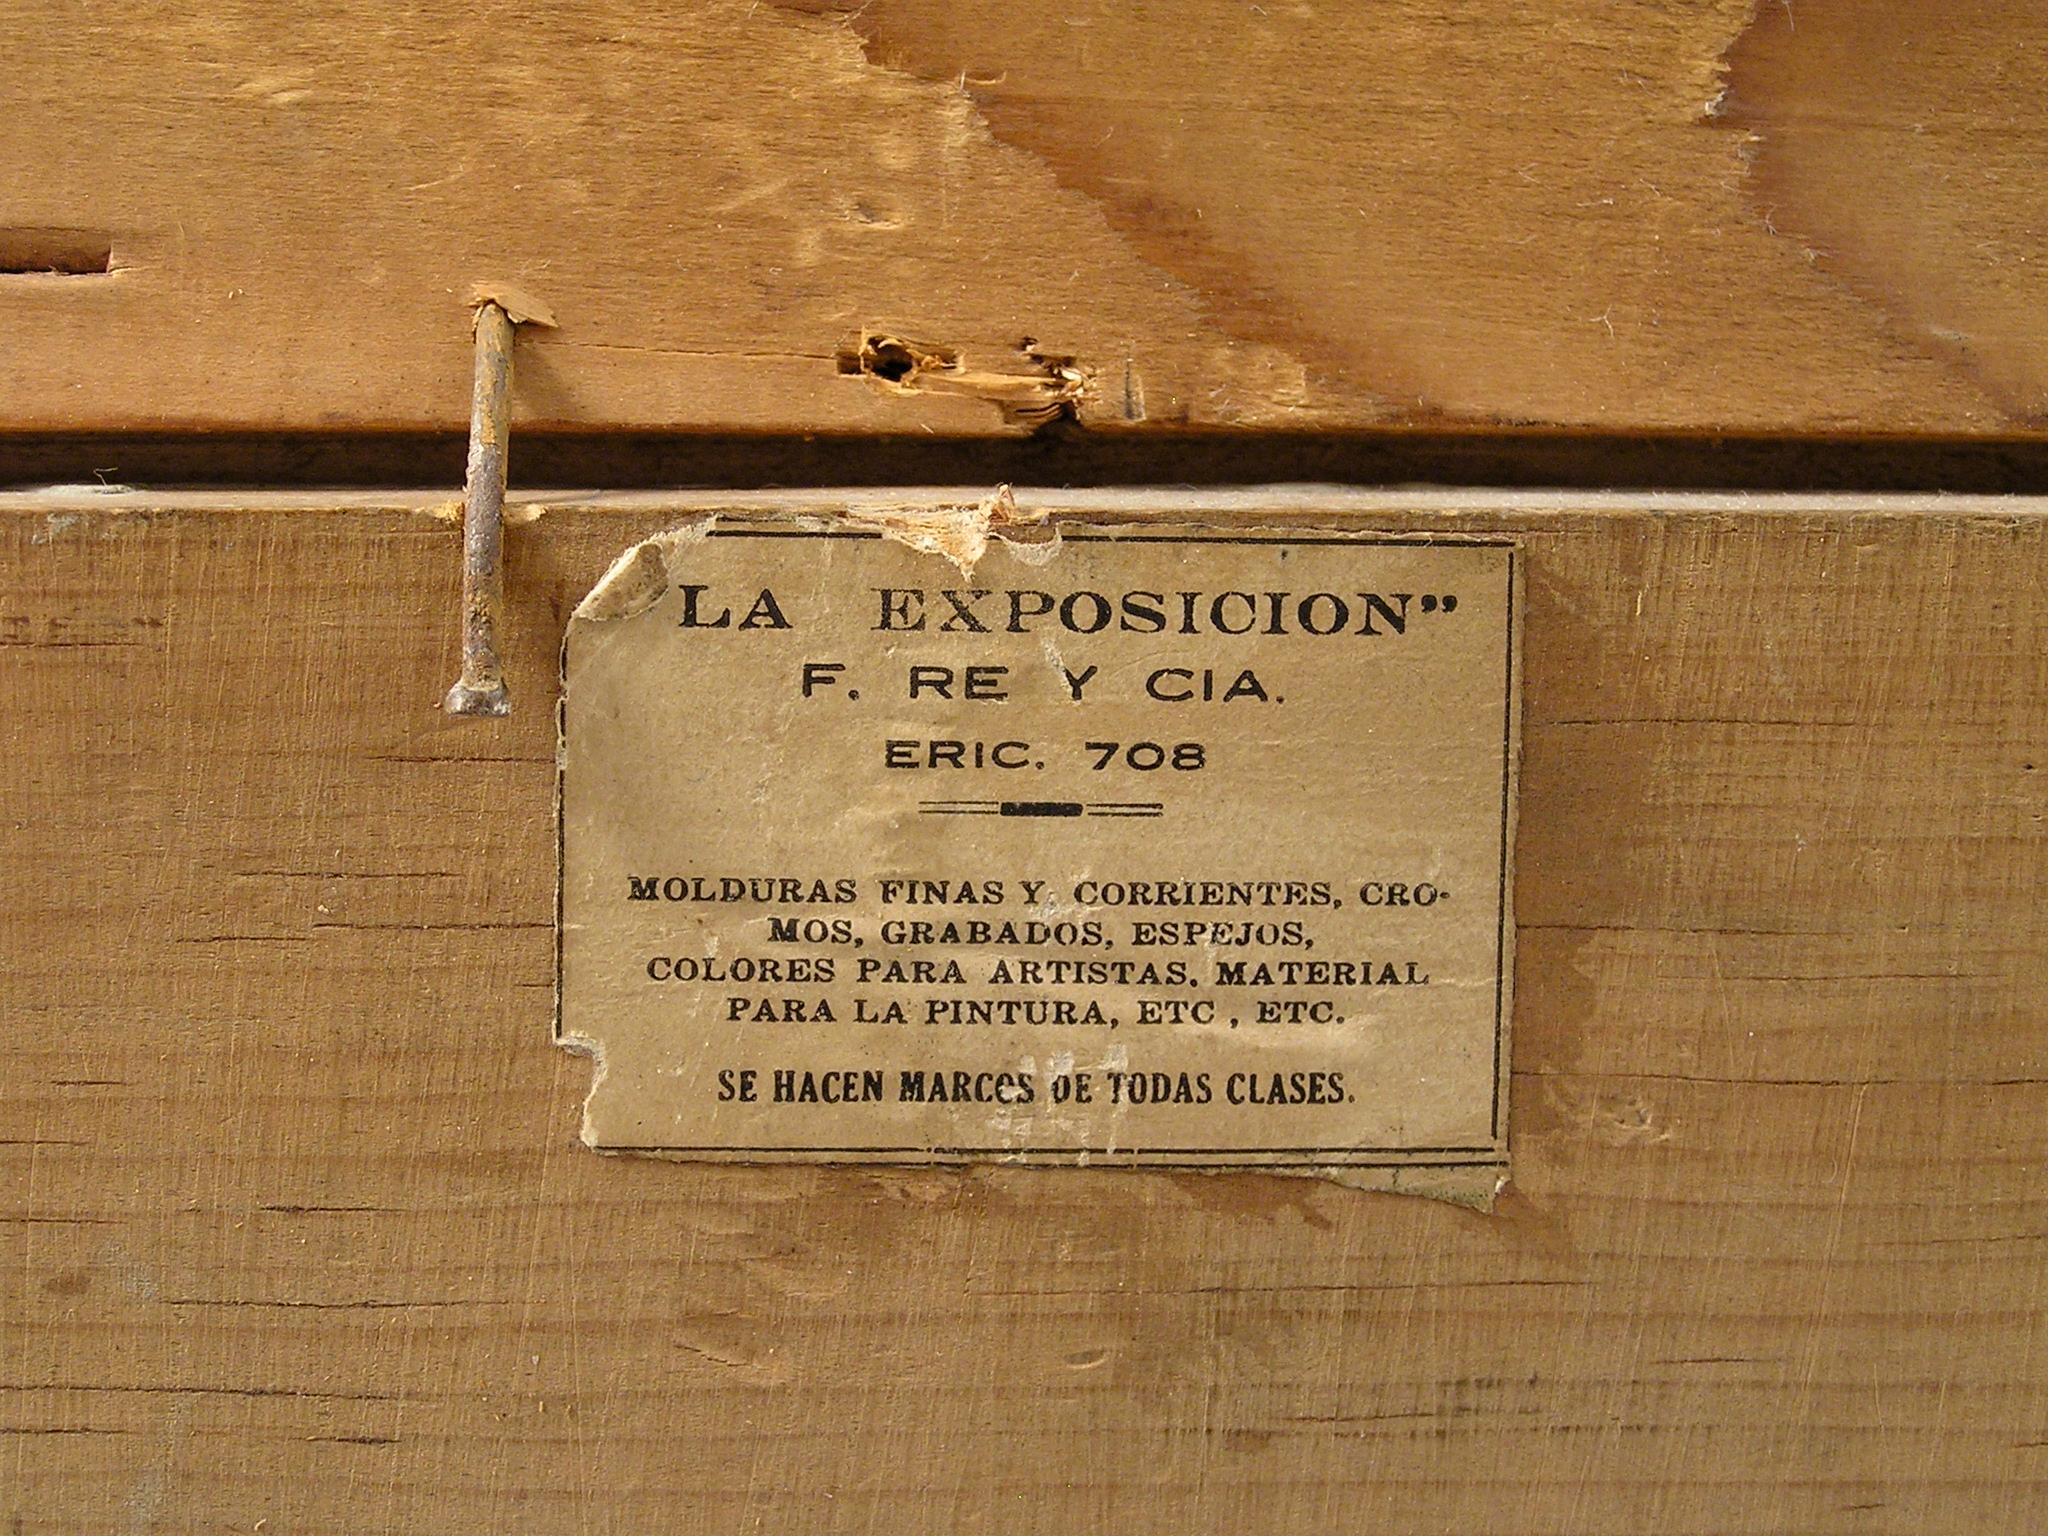 LA EXPOSICION”
F. RE Y CIA.
ERIC. 708
MOLDURAS FINAS Y CORRIENTES, CRO-
MOS, GRABADOS, ESPEJOS,
COLORES PARA ARTISTAS. MATERIAL
PARA LA PINTURA, ETC , ETC.
SE HACEN MARCOS DE TODAS CLASES.